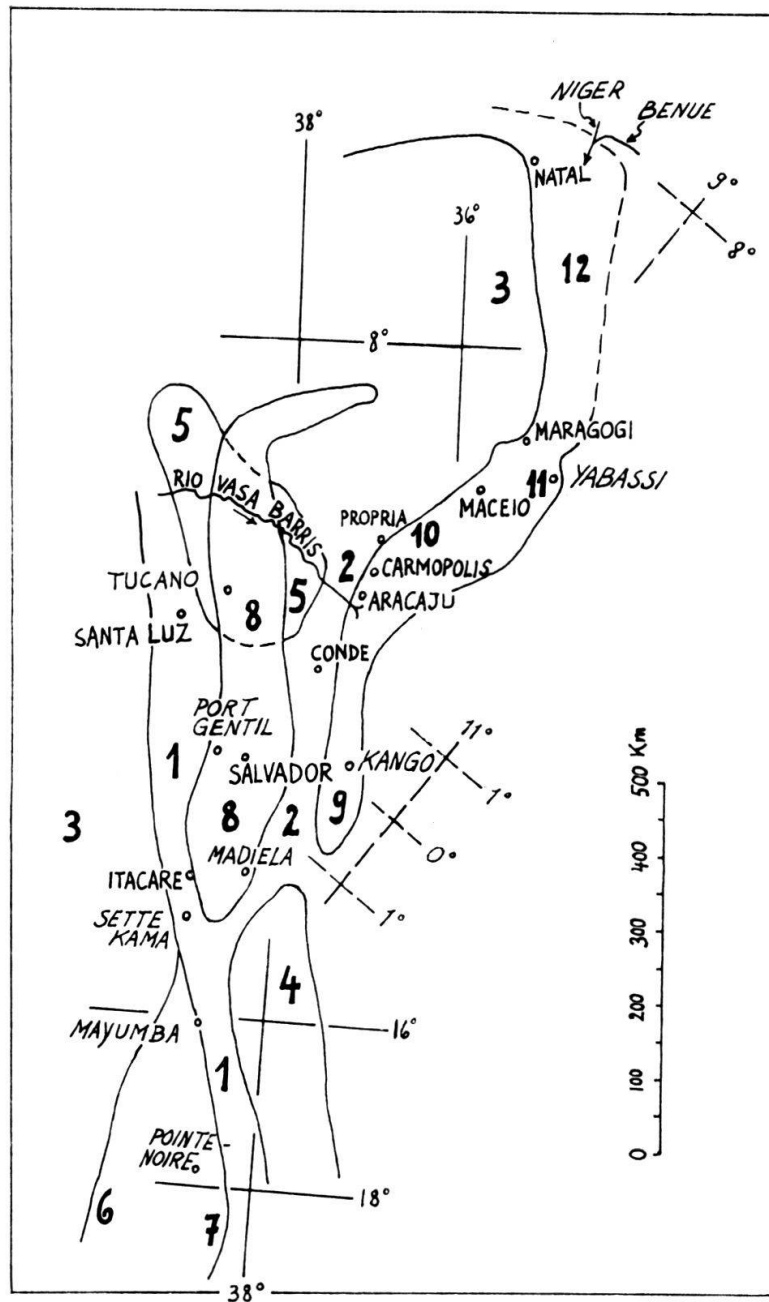 NIGER
BENUE
38°
NATAL
9°
8°
36°
12
3
8°
5
MARAGOGI
RIO VASA BARRIS
11
YABASSI
MACEIO
PROPRIA
10
2
CARMOPOLIS
TUCANO
5
8
ARACAJU
SANTA LUZ
CONDE
PORT
GENTIL
11°
1
SALVADOR
KANGO
1°
500 Km
8
2
9
3
0°
400
MADIELA
ITACARE
1°
SETTE
KAMA
300
4
200
MAYUMBA
16°
1
100
POINTE-
NOIRE
0
6
7
18°
38°